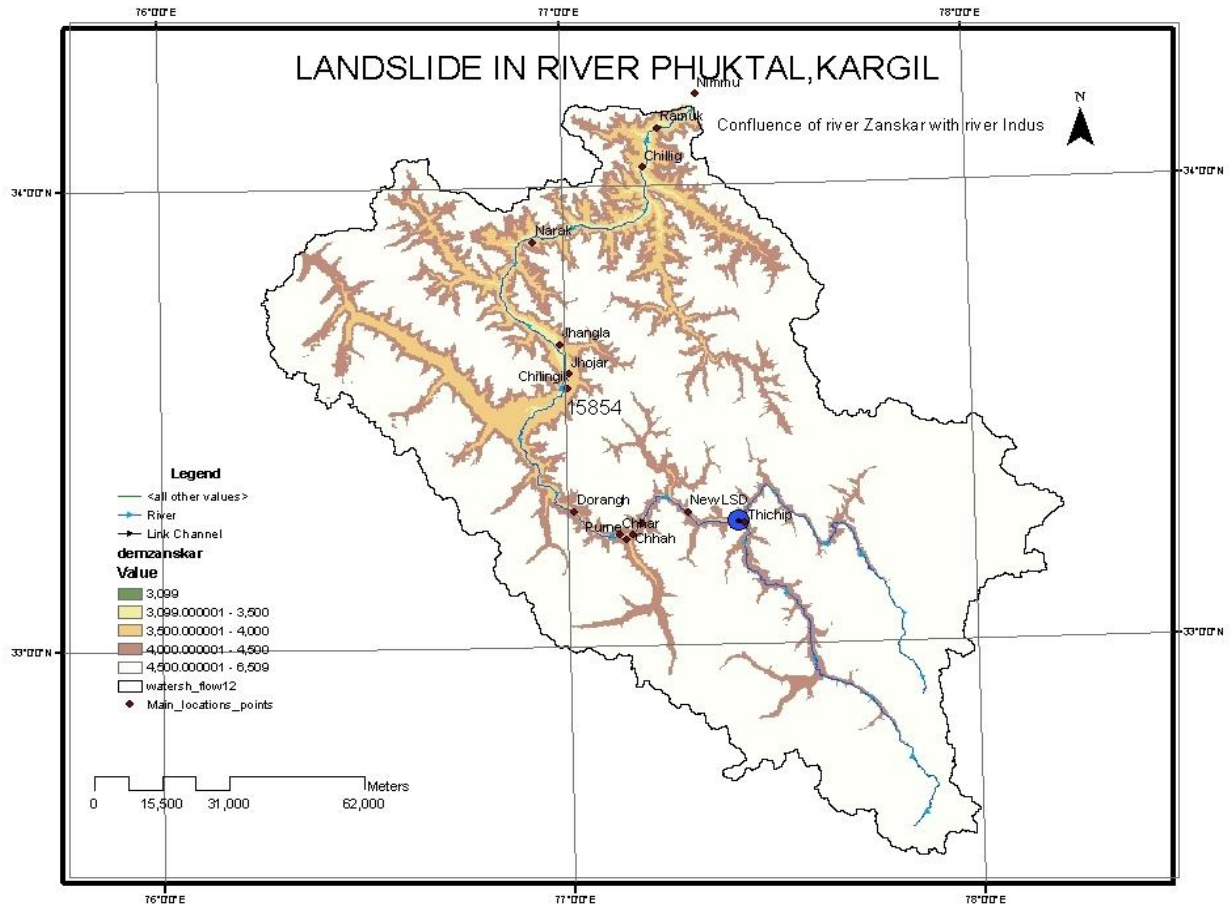 76°0'0"E 77°0'0"E 78°0'0"E
LANDSLIDE IN RIVER PHUKTAL,KARGIL
Nimmu
N
Ramuk
Confluence of river Zanskar with river Indus
Chillig
34°0'0"N 34°0'0"N
Narak
Jhangla
Jhojar
Chilingil
15854
Legend
<all other values>
River
Link Channel
demzanskar
Value
3,099
3,099.000001 - 3,500
3,500.000001 - 4,000
4,000.000001 - 4,500
4,500.000001 - 6,509
watersh_flow12
Main_locations_points
Dorangh
New LSD
Thichip
Purne
Chhar
Chhah
33°0'0"N 33°0'0"N
Meters
0 15,500 31,000 62,000
76°0'0"E 77°0'0"E 78°0'0"E